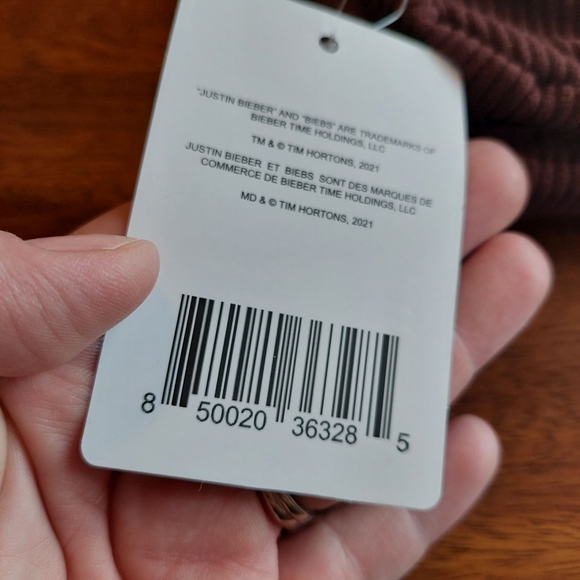 "JUSTIN BIEBER" AND "BIEBS" ARE TRADEMARKS OF
BIEBER TIME HOLDINGS, LLC
TM & © TIM HORTONS, 2021
JUSTIN BIEBER ET BIEBS SONT DES MARQUES DE
COMMERCE DE BIEBER TIME HOLDINGS, LLC
MD & © TIM HORTONS, 2021
8 50020 36328 5